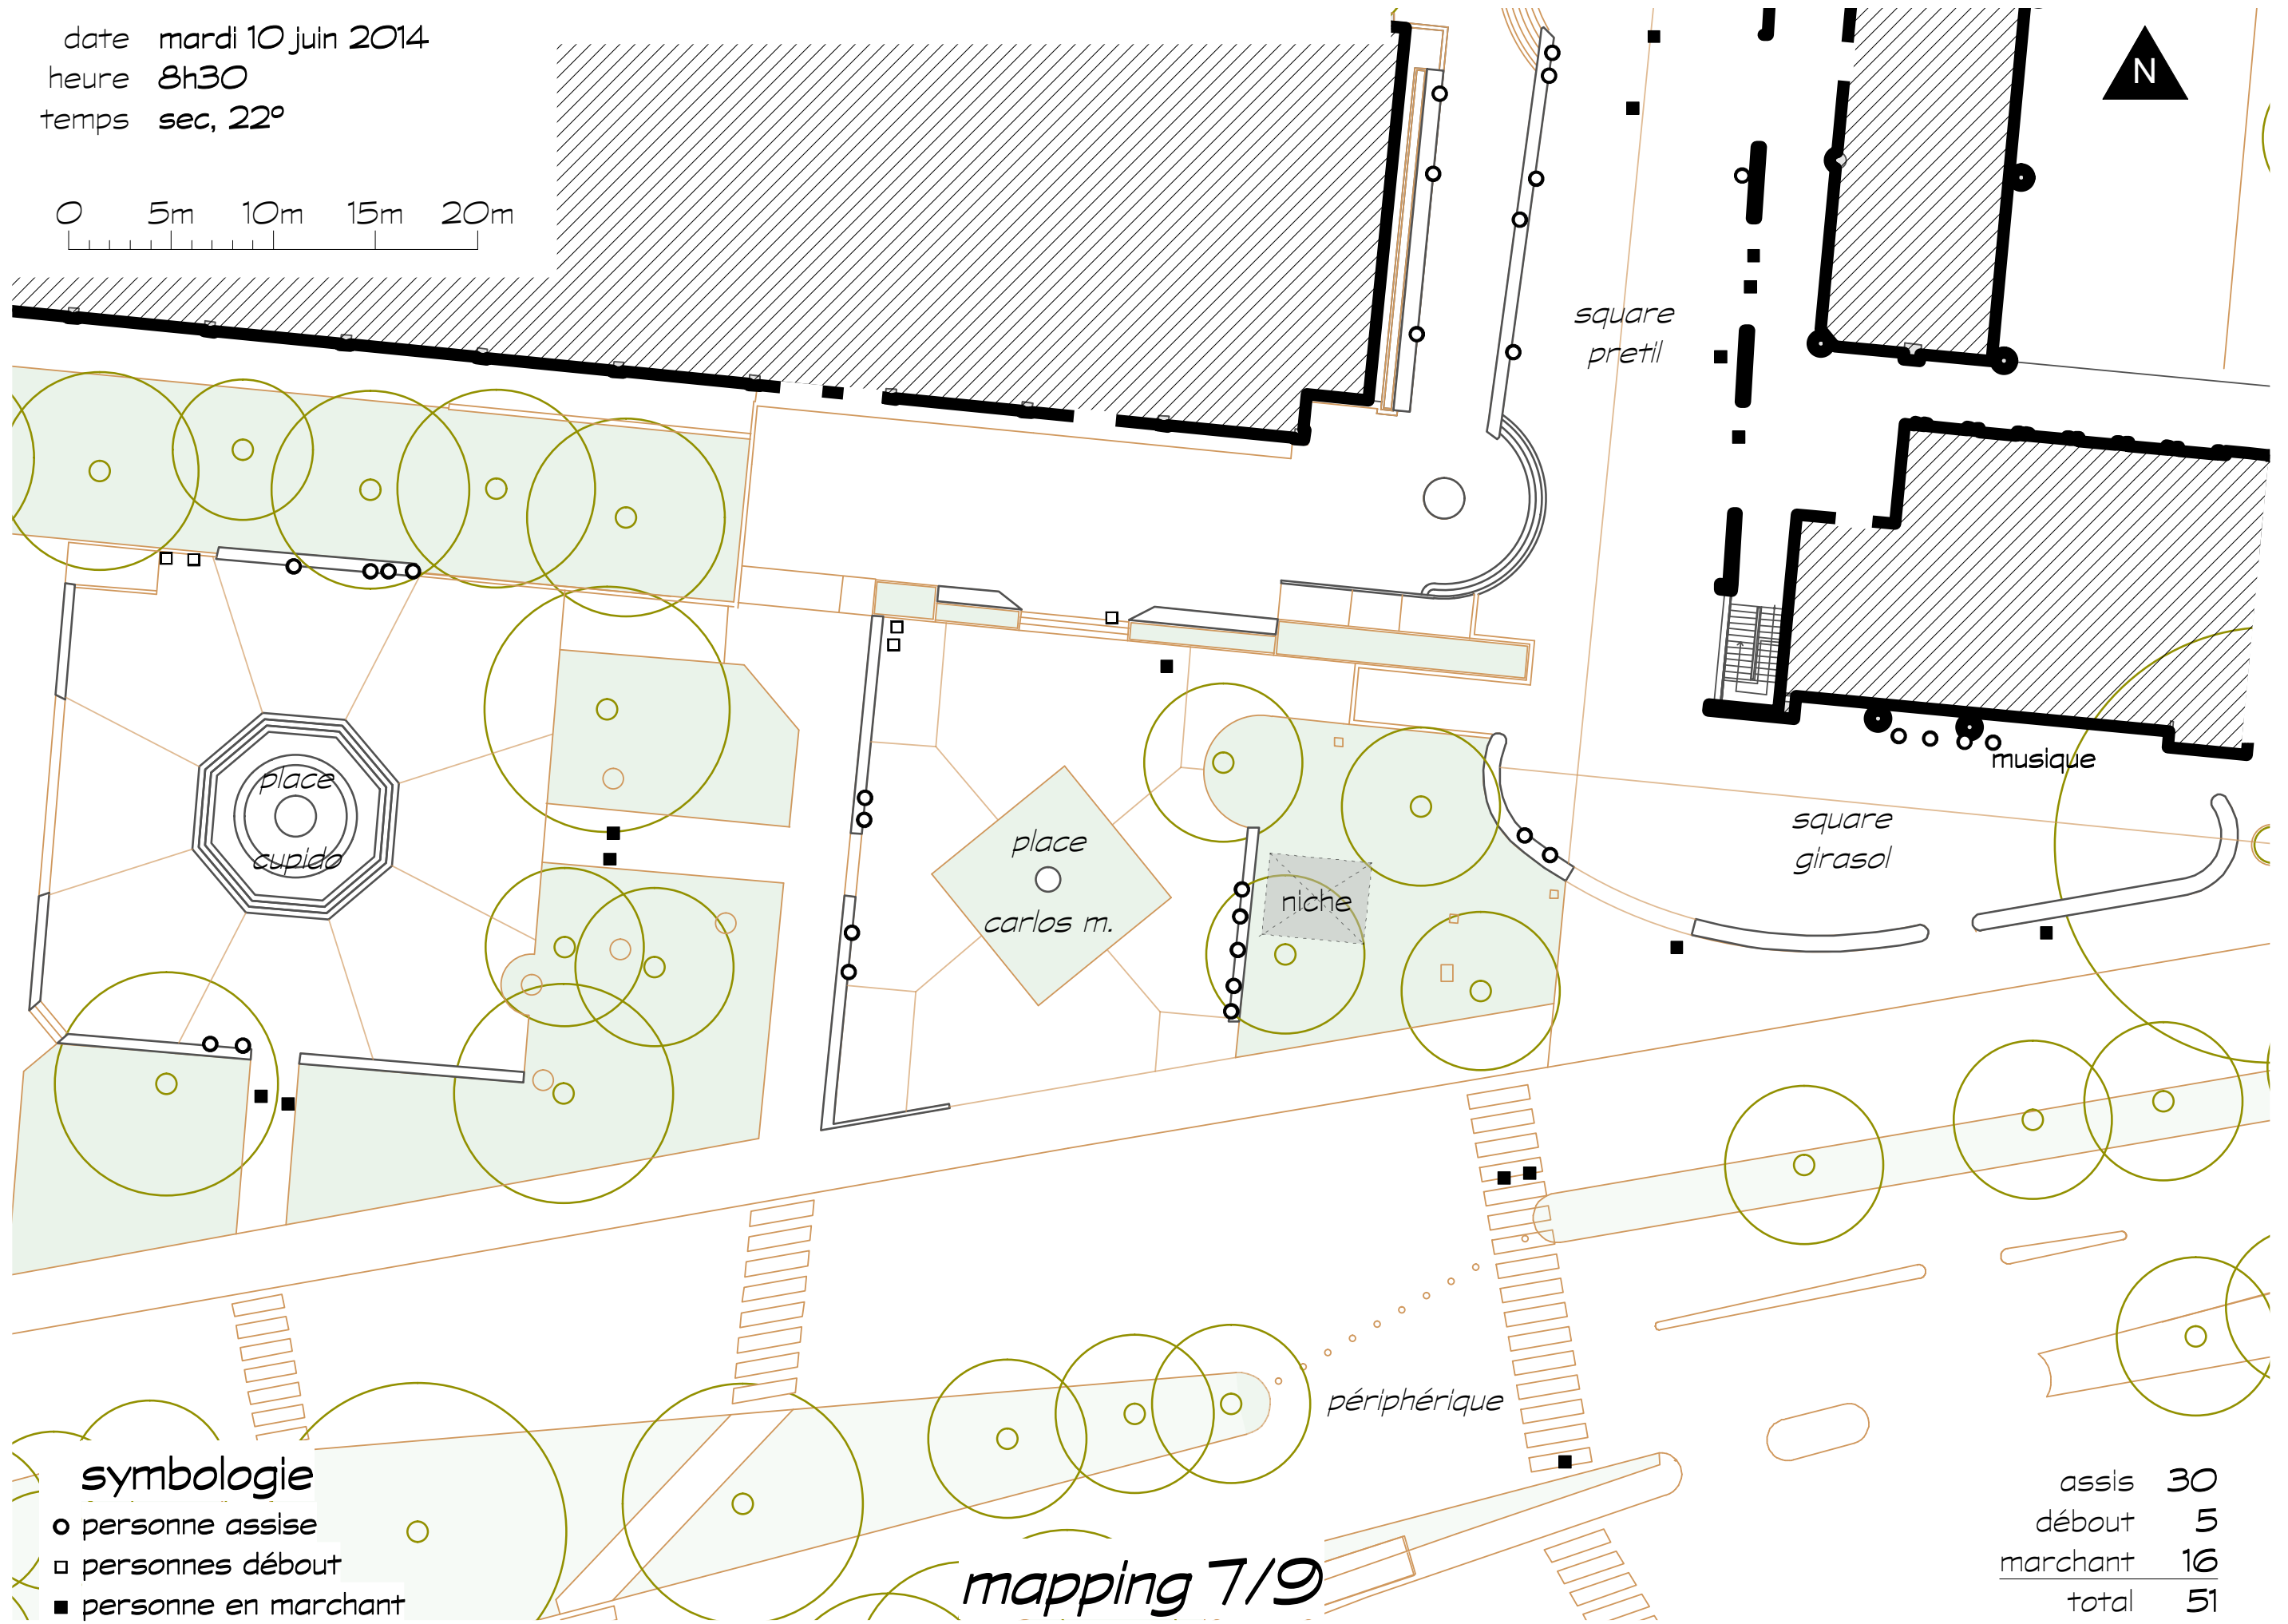 date mardi 10 juin 2014
heure 8h30
temps sec, 22º
0 5m 10m 15m 20m
N
square
pretil
place
cupido
place
carlos m.
niche
musique
square
girasol
périphérique
symbologie
personne assise
personnes débout
personne en marchant
mapping 7/9
assis 30
débout 5
marchant 16
total 51